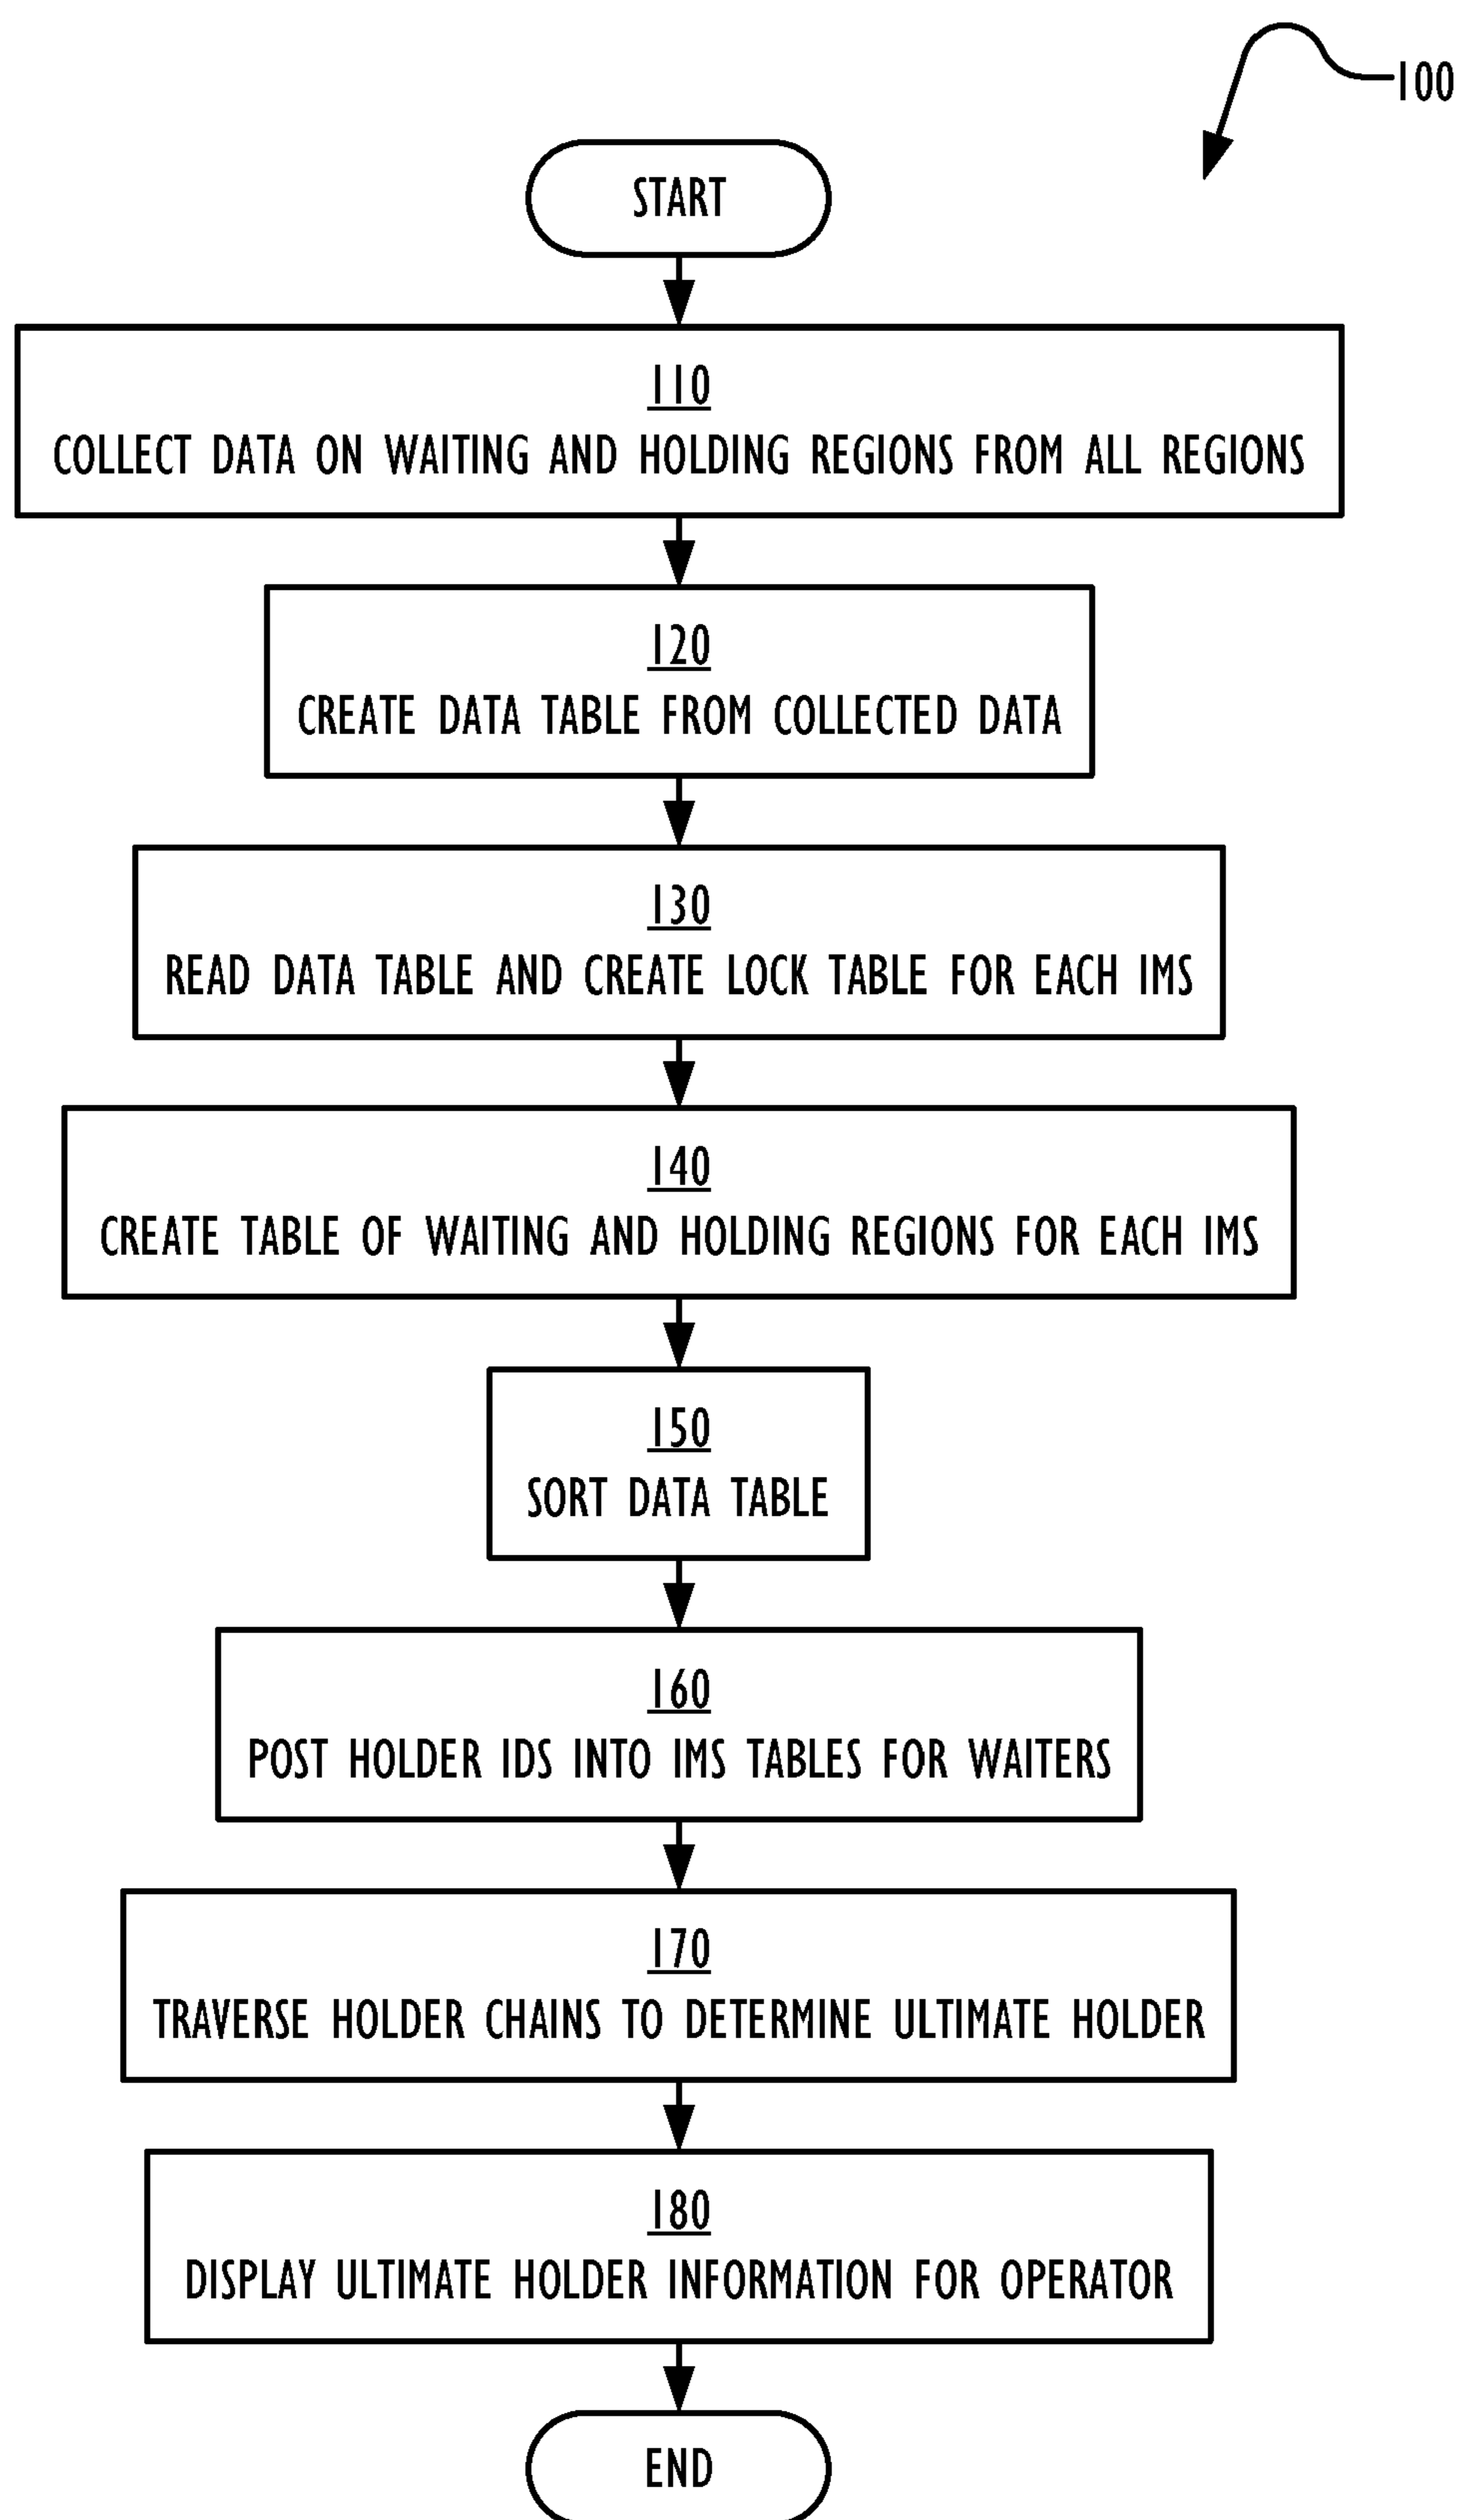 100
START
110
COLLECT DATA ON WAITING AND HOLDING REGIONS FROM ALL REGIONS
120
CREATE DATA TABLE FROM COLLECTED DATA
130
READ DATA TABLE AND CREATE LOCK TABLE FOR EACH IMS
140
CREATE TABLE OF WAITING AND HOLDING REGIONS FOR EACH IMS
150
SORT DATA TABLE
160
POST HOLDER IDS INTO IMS TABLES FOR WAITERS
170
TRAVERSE HOLDER CHAINS TO DETERMINE ULTIMATE HOLDER
180
DISPLAY ULTIMATE HOLDER INFORMATION FOR OPERATOR
END